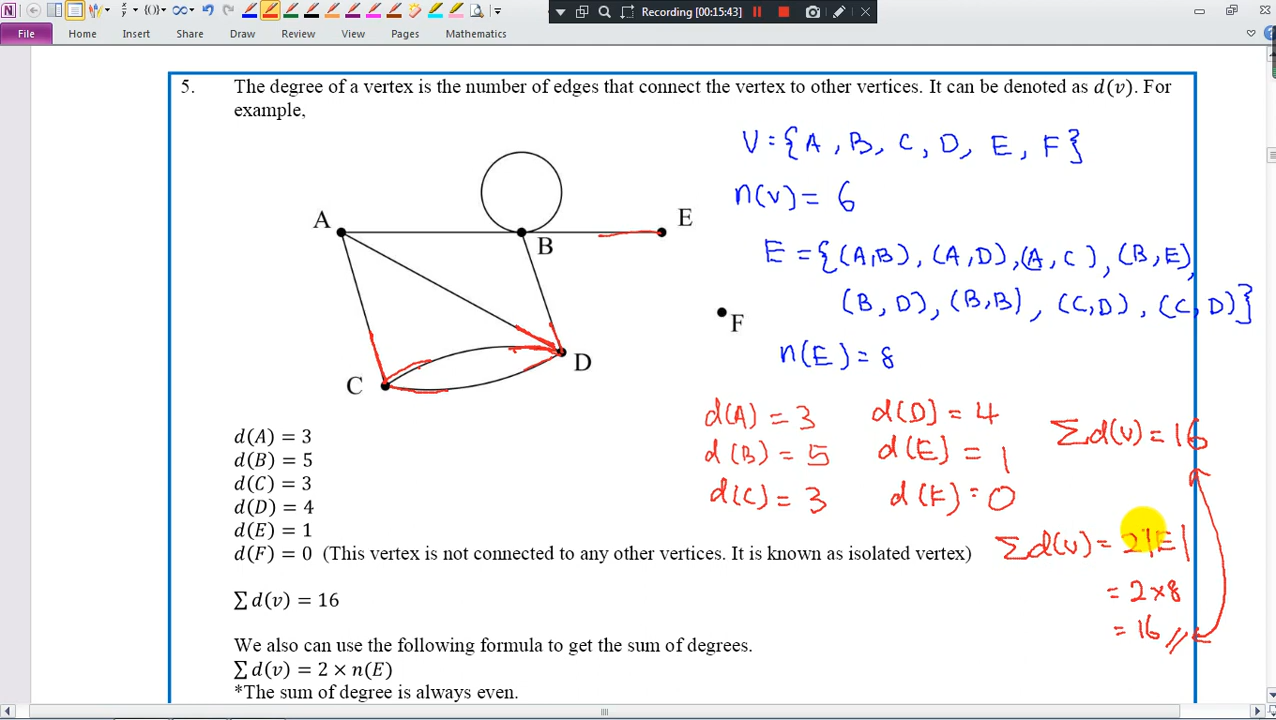 Recording [00:15:43]
File Home Insert Share Draw Review View Pages Mathematics
5. The degree of a vertex is the number of edges that connect the vertex to other vertices. It can be denoted as d(v). For
example,
V={A, B, C, D, E, F}
n(v)= 6
A
B
E
E={(A,B), (A,D), (A, C), (B, E),
(B, D), (B,B), (C,D), (C, D)}
F
n(E)=8
D
C
d(A) = 3 d(D) = 4
∑d(v)=16
d(B) = 5 d(E) = 1
d(C) = 3 d(F) = 0
∑d(v)= 2|E|
= 2×8
= 16//
d(A) = 3
d(B) = 5
d(C) = 3
d(D) = 4
d(E) = 1
d(F) = 0 (This vertex is not connected to any other vertices. It is known as isolated vertex)
∑ d(v) = 16
We also can use the following formula to get the sum of degrees.
∑ d(v) = 2 × n(E)
*The sum of degree is always even.